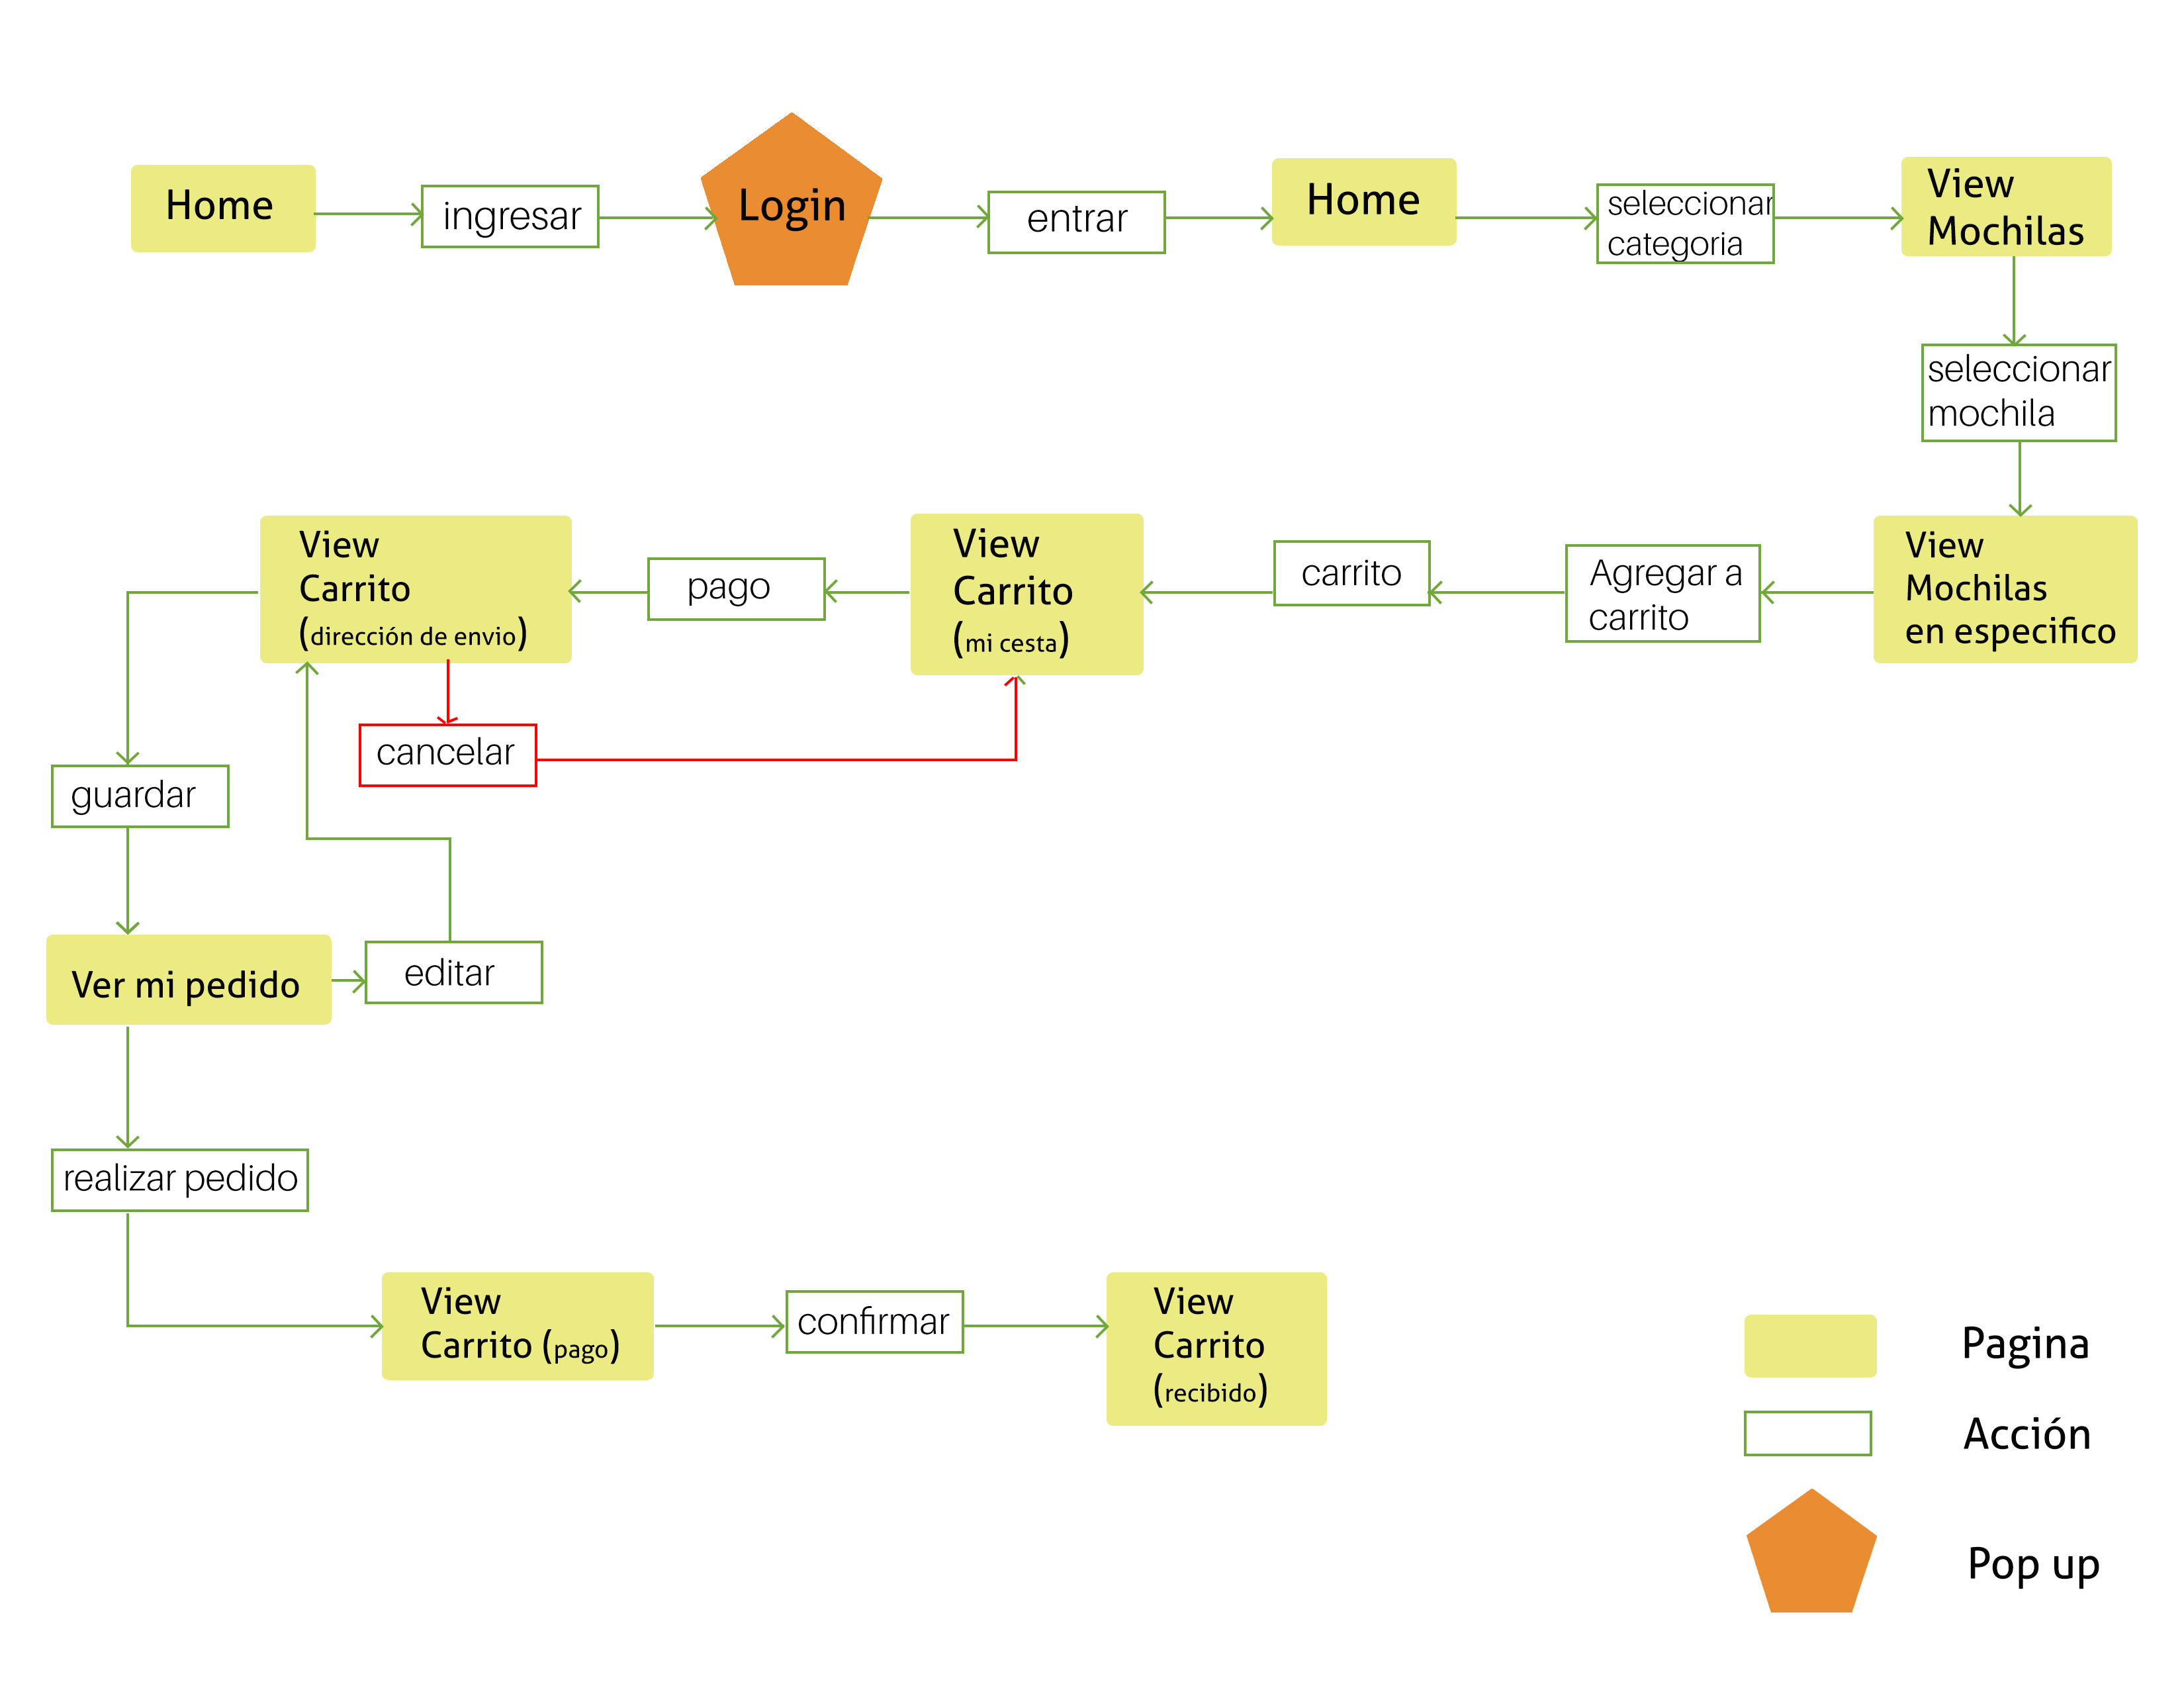 Home
ingresar
Login
entrar
Home
seleccionar
categoria
View
Mochilas
seleccionar
mochila
View
Mochilas
en especifico
Agregar a
carrito
carrito
View
Carrito
(mi cesta)
pago
View
Carrito
(dirección de envio)
cancelar
guardar
Ver mi pedido
editar
realizar pedido
View
Carrito (pago)
confirmar
View
Carrito
(recibido)
Pagina
Acción
Pop up